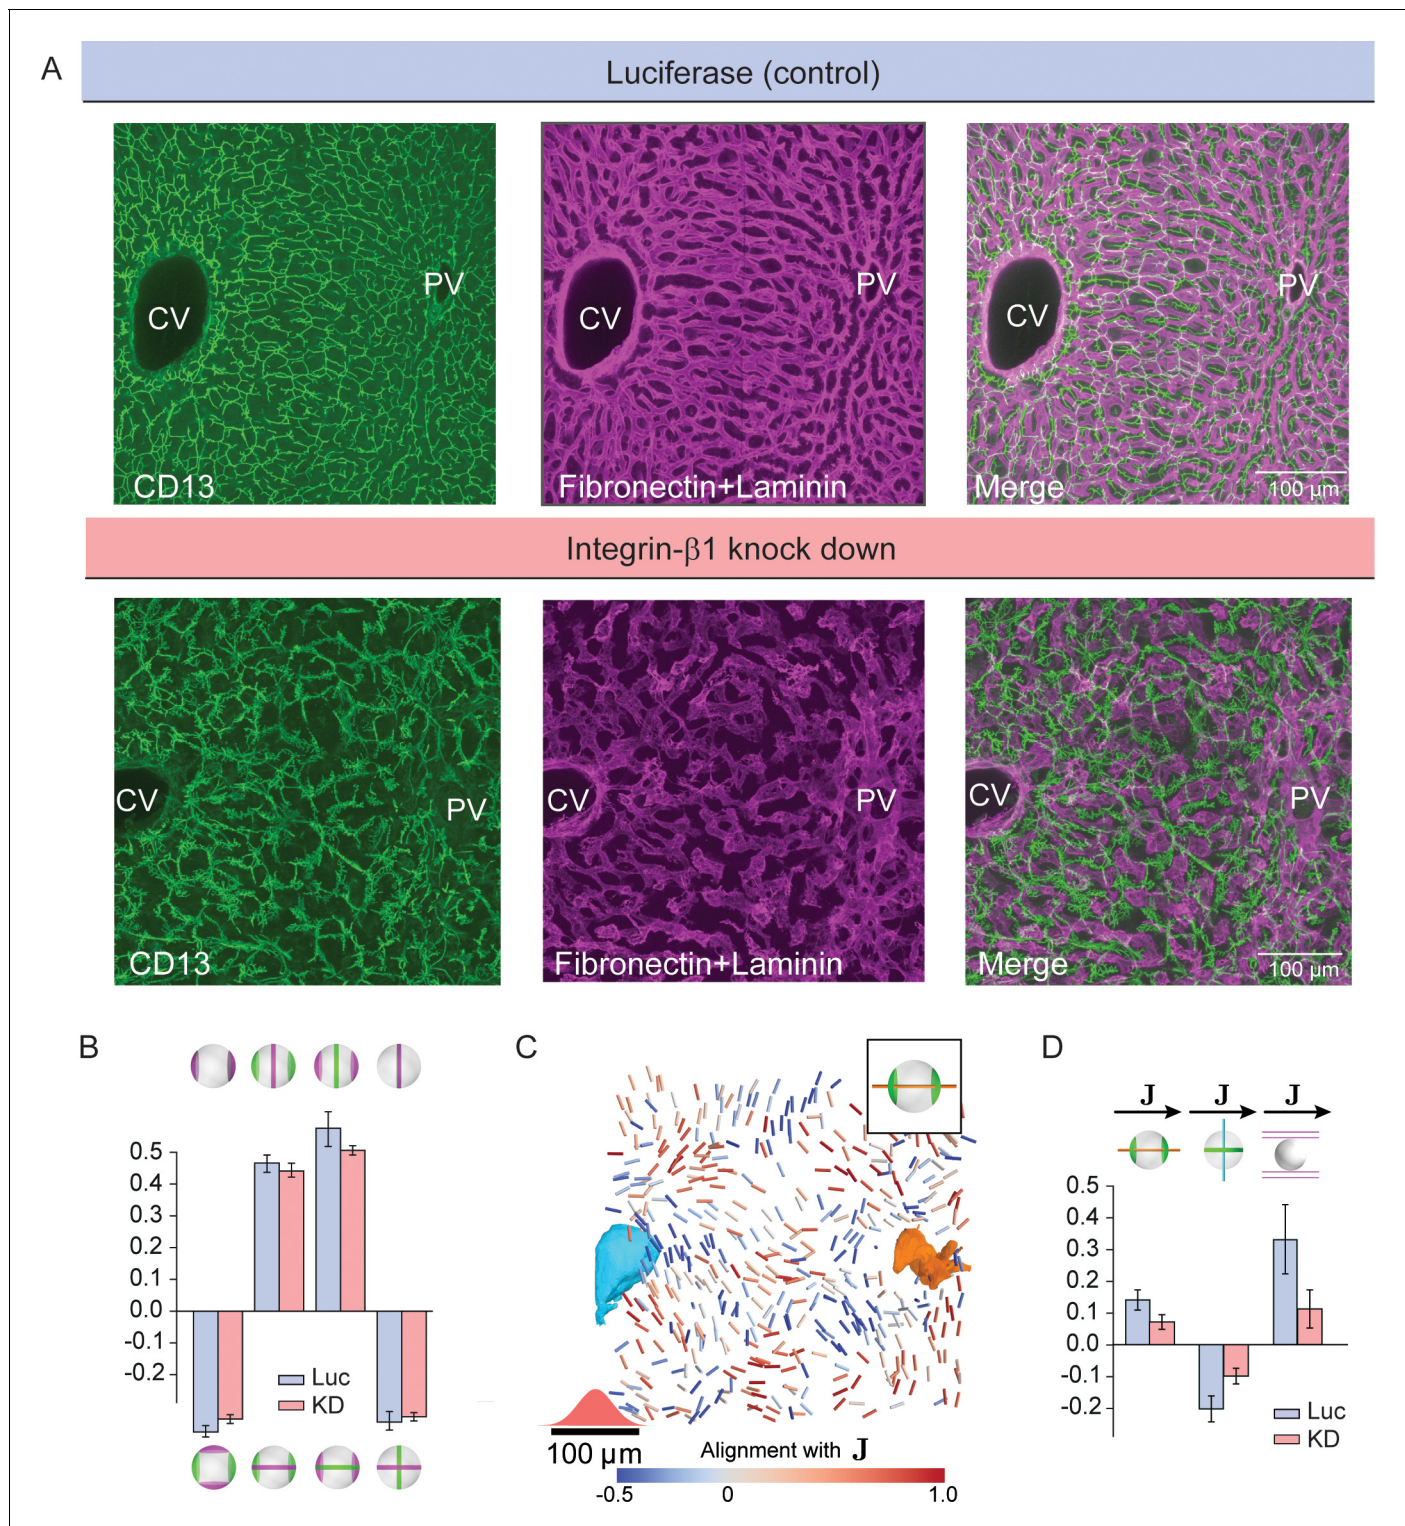 A
Luciferase (control)
CV
PV
CD13
CV
PV
Fibronectin+Laminin
CV
PV
Merge
100 µm
Integrin-β1 knock down
CV
PV
CD13
CV
PV
Fibronectin+Laminin
CV
PV
Merge
100 µm
B
0.5
0.4
0.3
0.2
0.1
0.0
-0.1
-0.2
Luc
KD
C
100 µm
Alignment with J
-0.5
0
1.0
D
J
J
J
0.5
0.4
0.3
0.2
0.1
0.0
-0.1
-0.2
Luc
KD